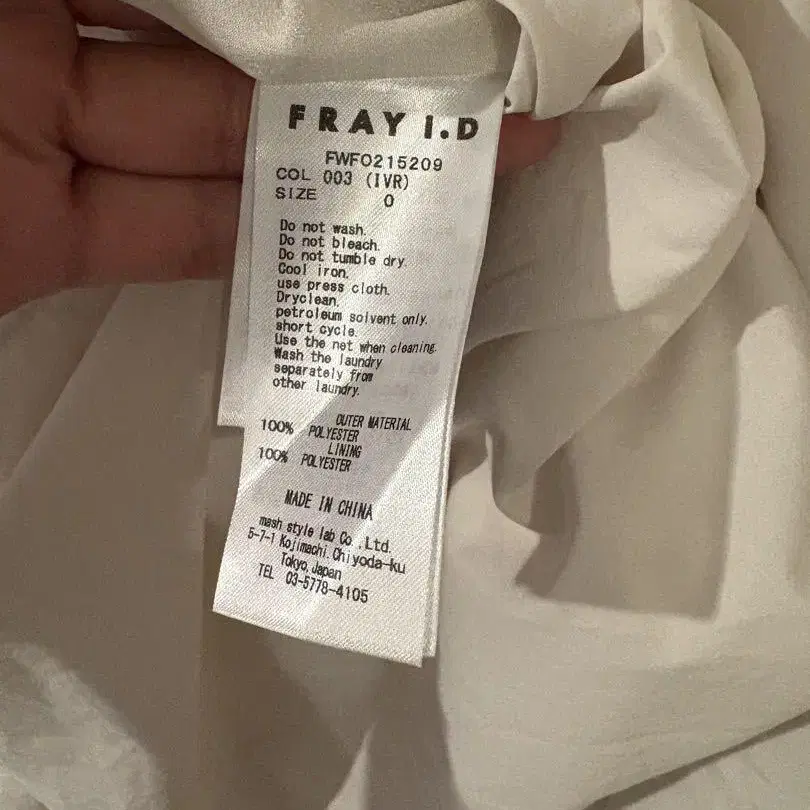 FRAY I.D
FWFO215209
COL 003 (IVR)
SIZE 0
Do not wash.
Do not bleach.
Do not tumble dry.
Cool iron.
use press cloth.
Dryclean.
petroleum solvent only.
short cycle.
Use the net when cleaning.
Wash the laundry
separately from
other laundry.
OUTER MATERIAL
100% POLYESTER
LINING
100% POLYESTER
MADE IN CHINA
mash style lab Co.,Ltd.
5-7-1 Kojimachi.Chiyoda-ku
Tokyo.Japan
TEL 03-5778-4105